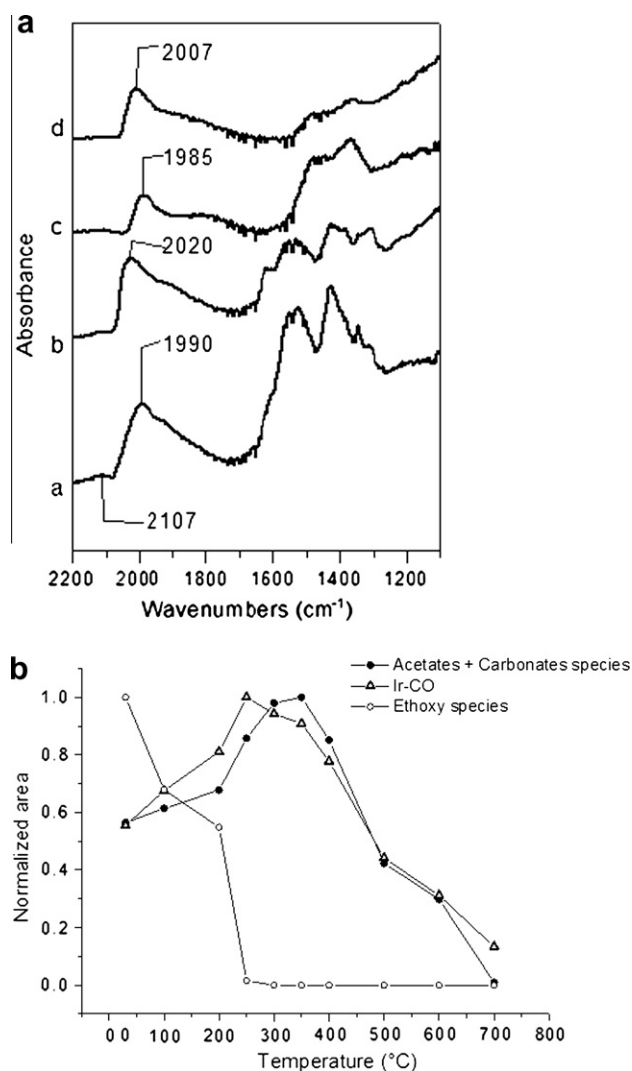 a
2007
d
1985
c
2020
b
1990
a
2107
Absorbance
2200 2000 1800 1600 1400 1200
Wavenumbers (cm⁻¹)
b
Acetates + Carbonates species
Ir-CO
Ethoxy species
1.0
0.8
0.6
0.4
0.2
0.0
Normalized area
0 0 100 200 300 400 500 600 700 800
Temperature (°C)